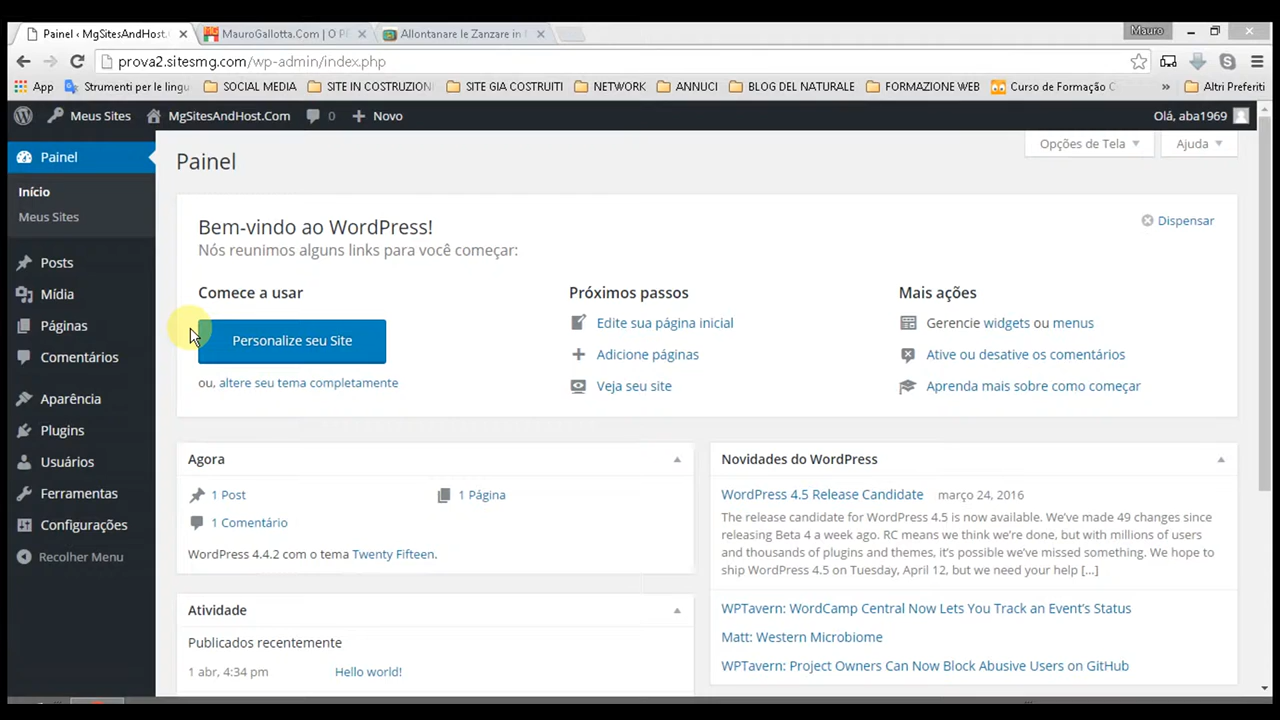 Painel ‹ MgSitesAndHost.
MauroGallotta.Com | O P
Allontanare le Zanzare in
Mauro
prova2.sitesmg.com/wp-admin/index.php
App
Strumenti per le lingu
SOCIAL MEDIA
SITE IN COSTRUZION
SITE GIA COSTRUITI
NETWORK
ANNUCI
BLOG DEL NATURALE
FORMAZIONE WEB
Curso de Formação
»
Altri Preferiti
Meus Sites
MgSitesAndHost.Com
0
Novo
Olá, aba1969
Painel
Início
Meus Sites
Posts
Mídia
Páginas
Comentários
Aparência
Plugins
Usuários
Ferramentas
Configurações
Recolher Menu
Painel
Opções de Tela
Ajuda
Bem-vindo ao WordPress!
Dispensar
Nós reunimos alguns links para você começar:
Comece a usar
Personalize seu Site
ou, altere seu tema completamente
Próximos passos
Edite sua página inicial
Adicione páginas
Veja seu site
Mais ações
Gerencie widgets ou menus
Ative ou desative os comentários
Aprenda mais sobre como começar
Agora
1 Post
1 Página
1 Comentário
WordPress 4.4.2 com o tema Twenty Fifteen.
Atividade
Publicados recentemente
1 abr, 4:34 pm
Hello world!
Novidades do WordPress
WordPress 4.5 Release Candidate março 24, 2016
The release candidate for WordPress 4.5 is now available. We've made 49 changes since
releasing Beta 4 a week ago. RC means we think we're done, but with millions of users
and thousands of plugins and themes, it's possible we've missed something. We hope to
ship WordPress 4.5 on Tuesday, April 12, but we need your help [...]
WPTavern: WordCamp Central Now Lets You Track an Event's Status
Matt: Western Microbiome
WPTavern: Project Owners Can Now Block Abusive Users on GitHub